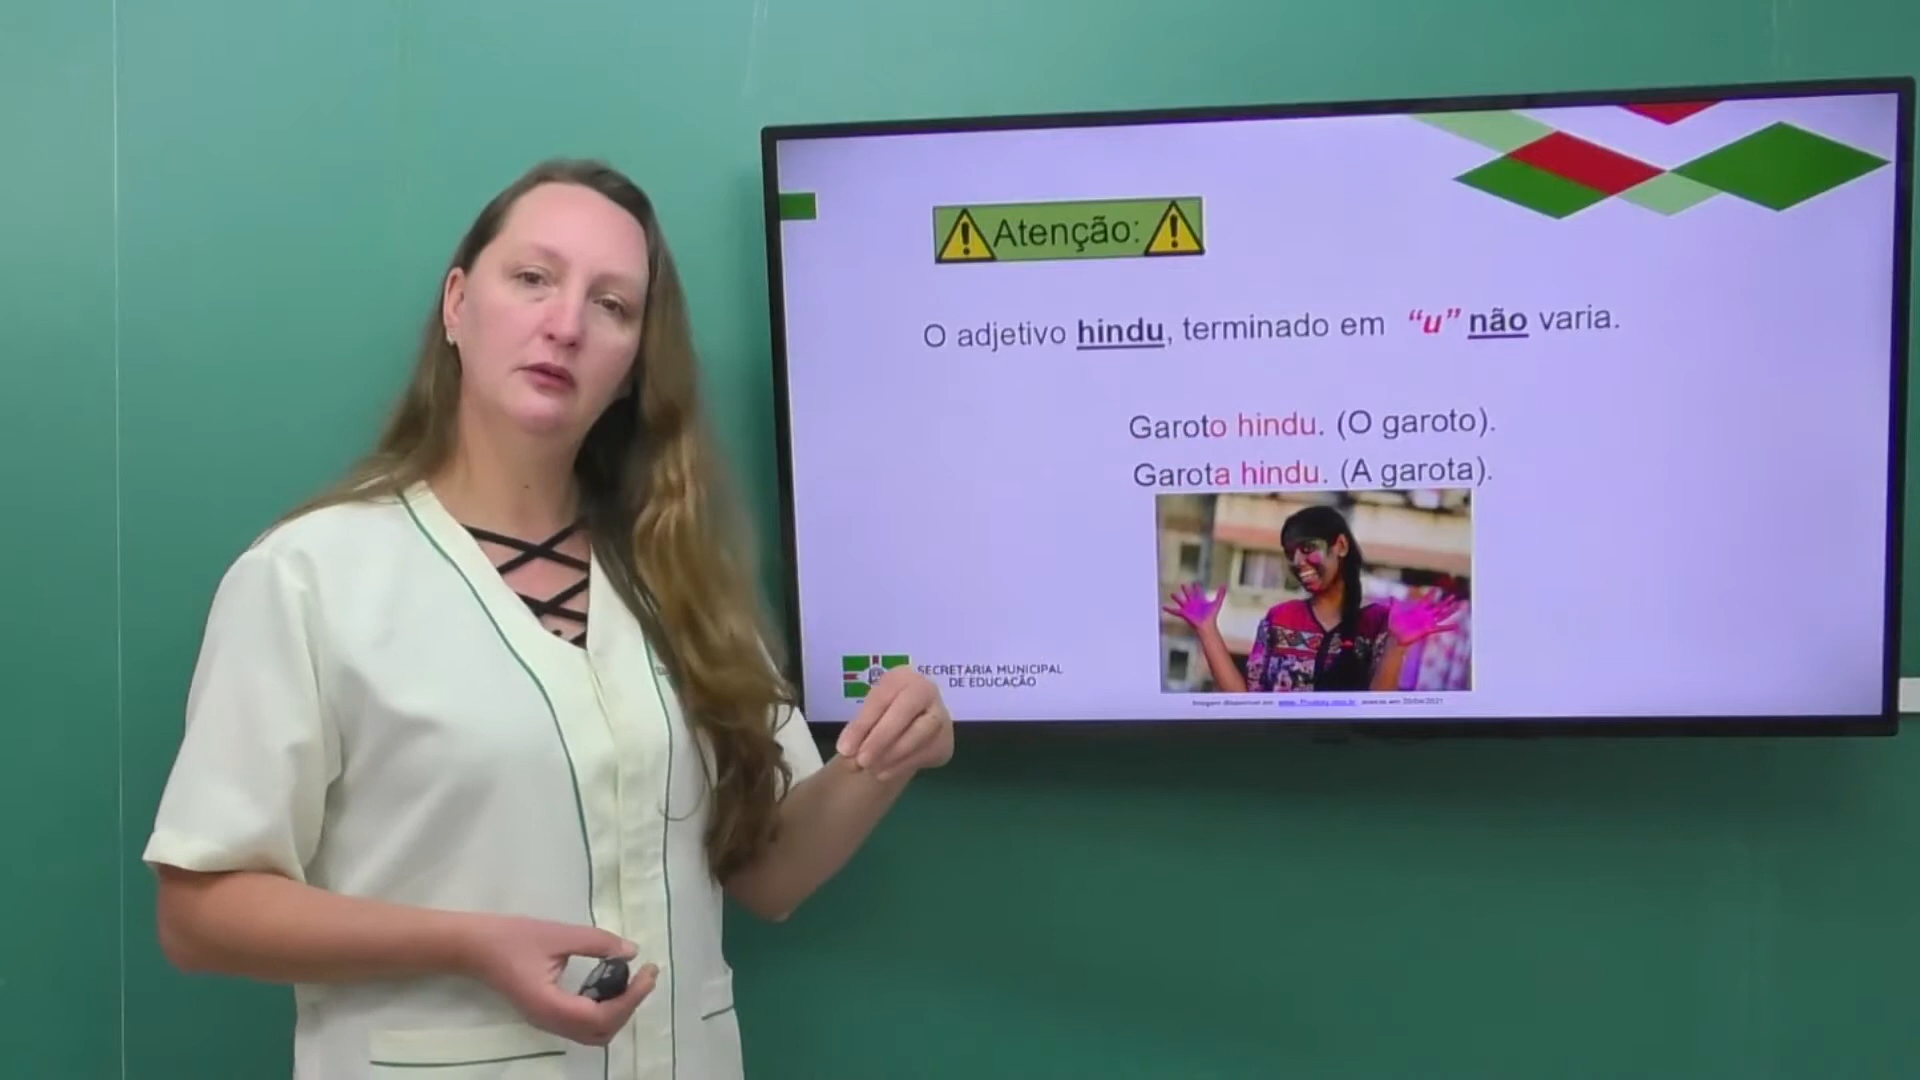 Atenção:
O adjetivo hindu, terminado em “u” não varia.
Garoto hindu. (O garoto).
Garota hindu. (A garota).
SECRETARIA MUNICIPAL
DE EDUCAÇÃO